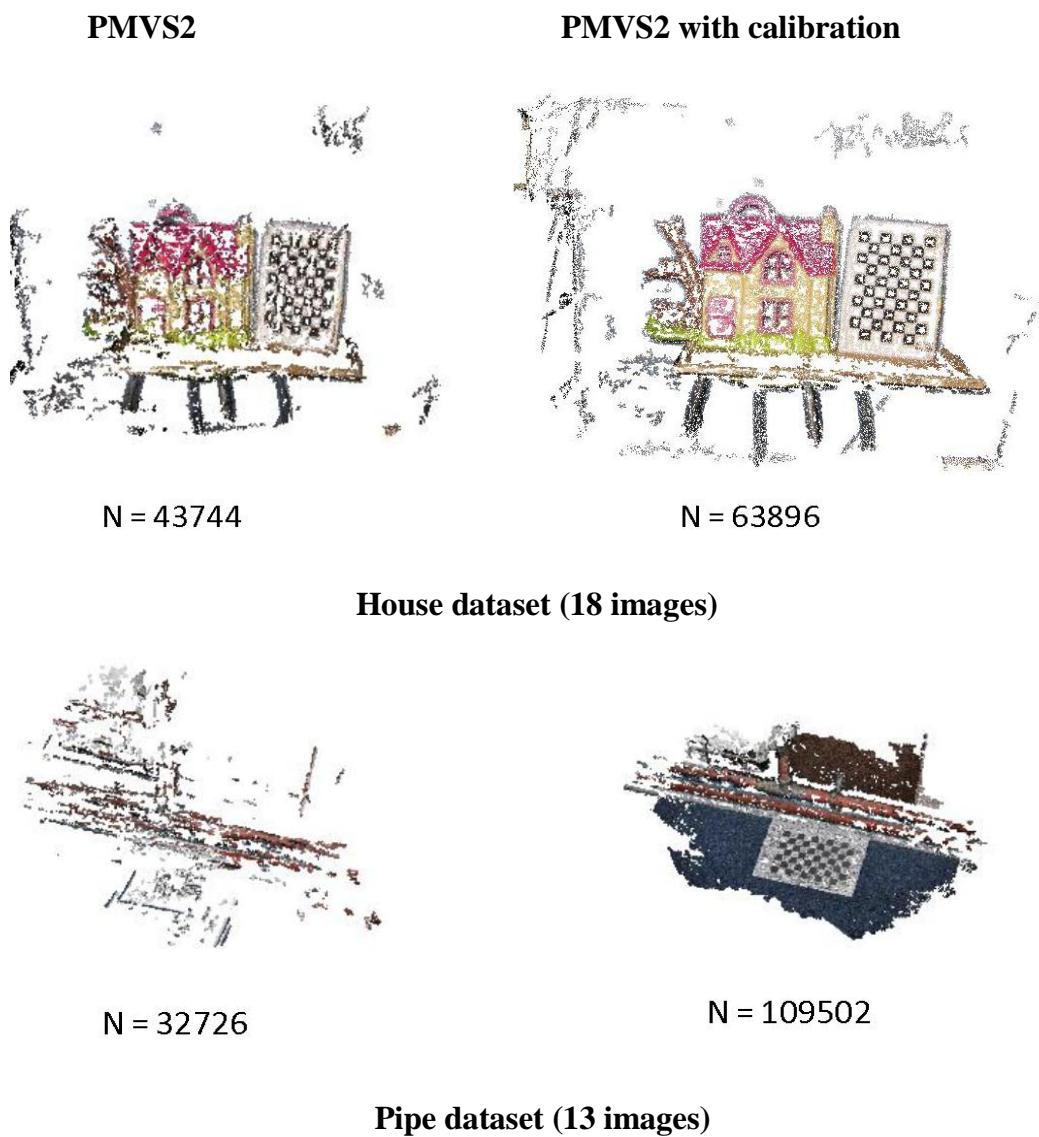 PMVS2
PMVS2 with calibration
N = 43744
N = 63896
House dataset (18 images)
N = 32726
N = 109502
Pipe dataset (13 images)